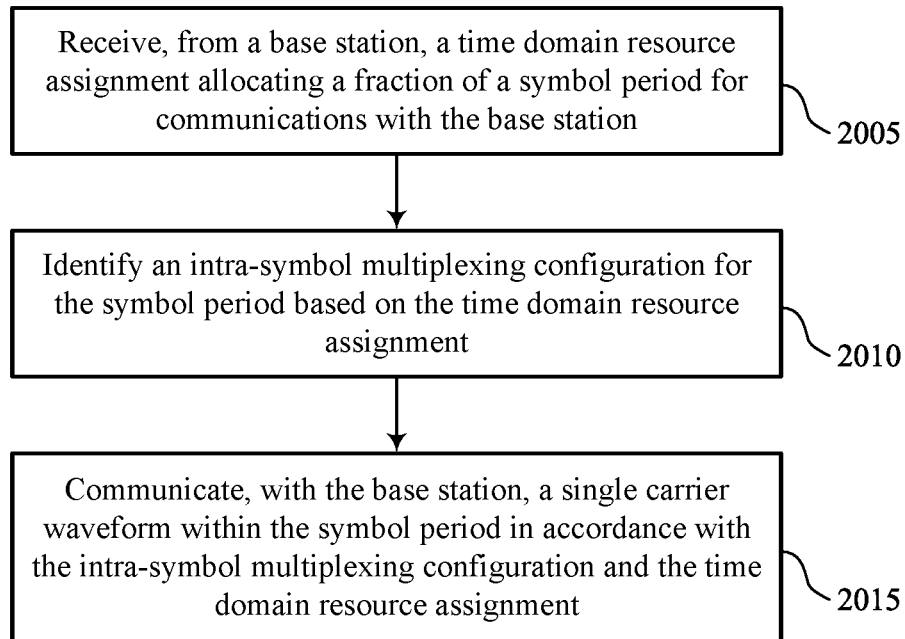 Receive, from a base station, a time domain resource
assignment allocating a fraction of a symbol period for
communications with the base station
2005
Identify an intra-symbol multiplexing configuration for
the symbol period based on the time domain resource
assignment
2010
Communicate, with the base station, a single carrier
waveform within the symbol period in accordance with
the intra-symbol multiplexing configuration and the time
domain resource assignment
2015